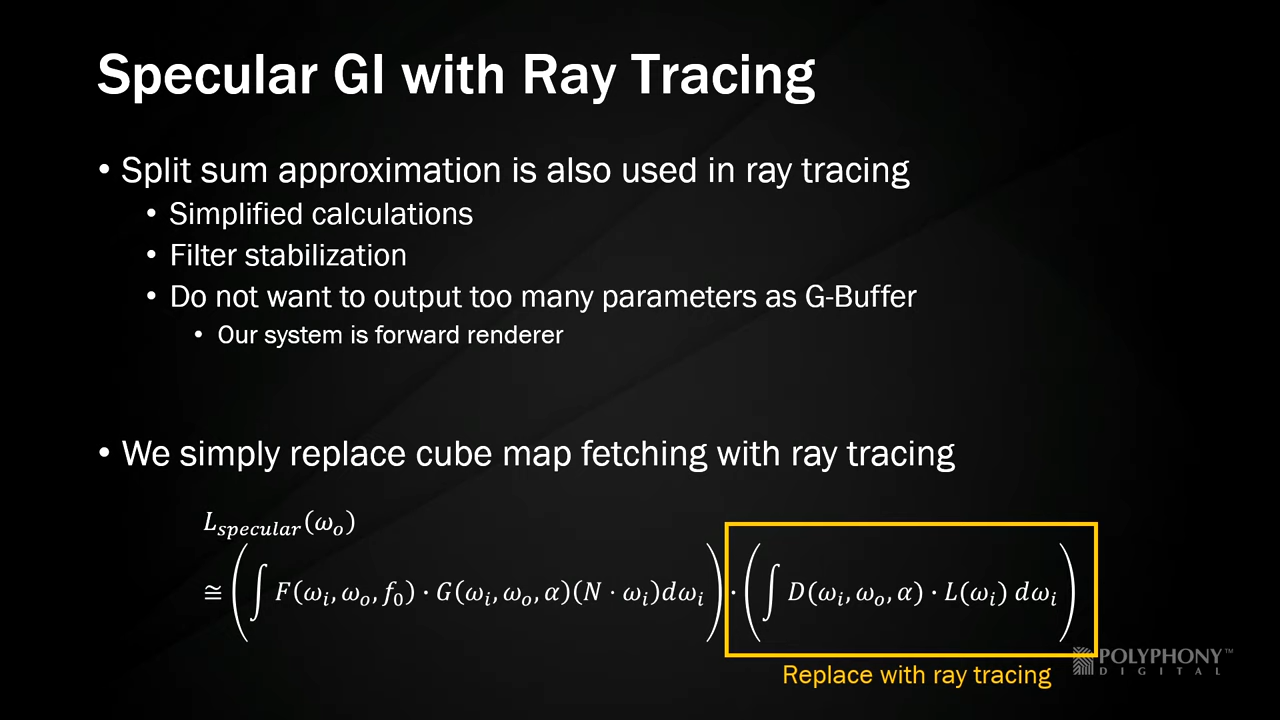 Specular GI with Ray Tracing
• Split sum approximation is also used in ray tracing
• Simplified calculations
• Filter stabilization
• Do not want to output too many parameters as G-Buffer
• Our system is forward renderer
• We simply replace cube map fetching with ray tracing
L_specular(ω_o)
≅ (∫ F(ω_i, ω_o, f_0) · G(ω_i, ω_o, α)(N · ω_i)dω_i) · (∫ D(ω_i, ω_o, α) · L(ω_i) dω_i)
Replace with ray tracing
POLYPHONY™
DIGITAL